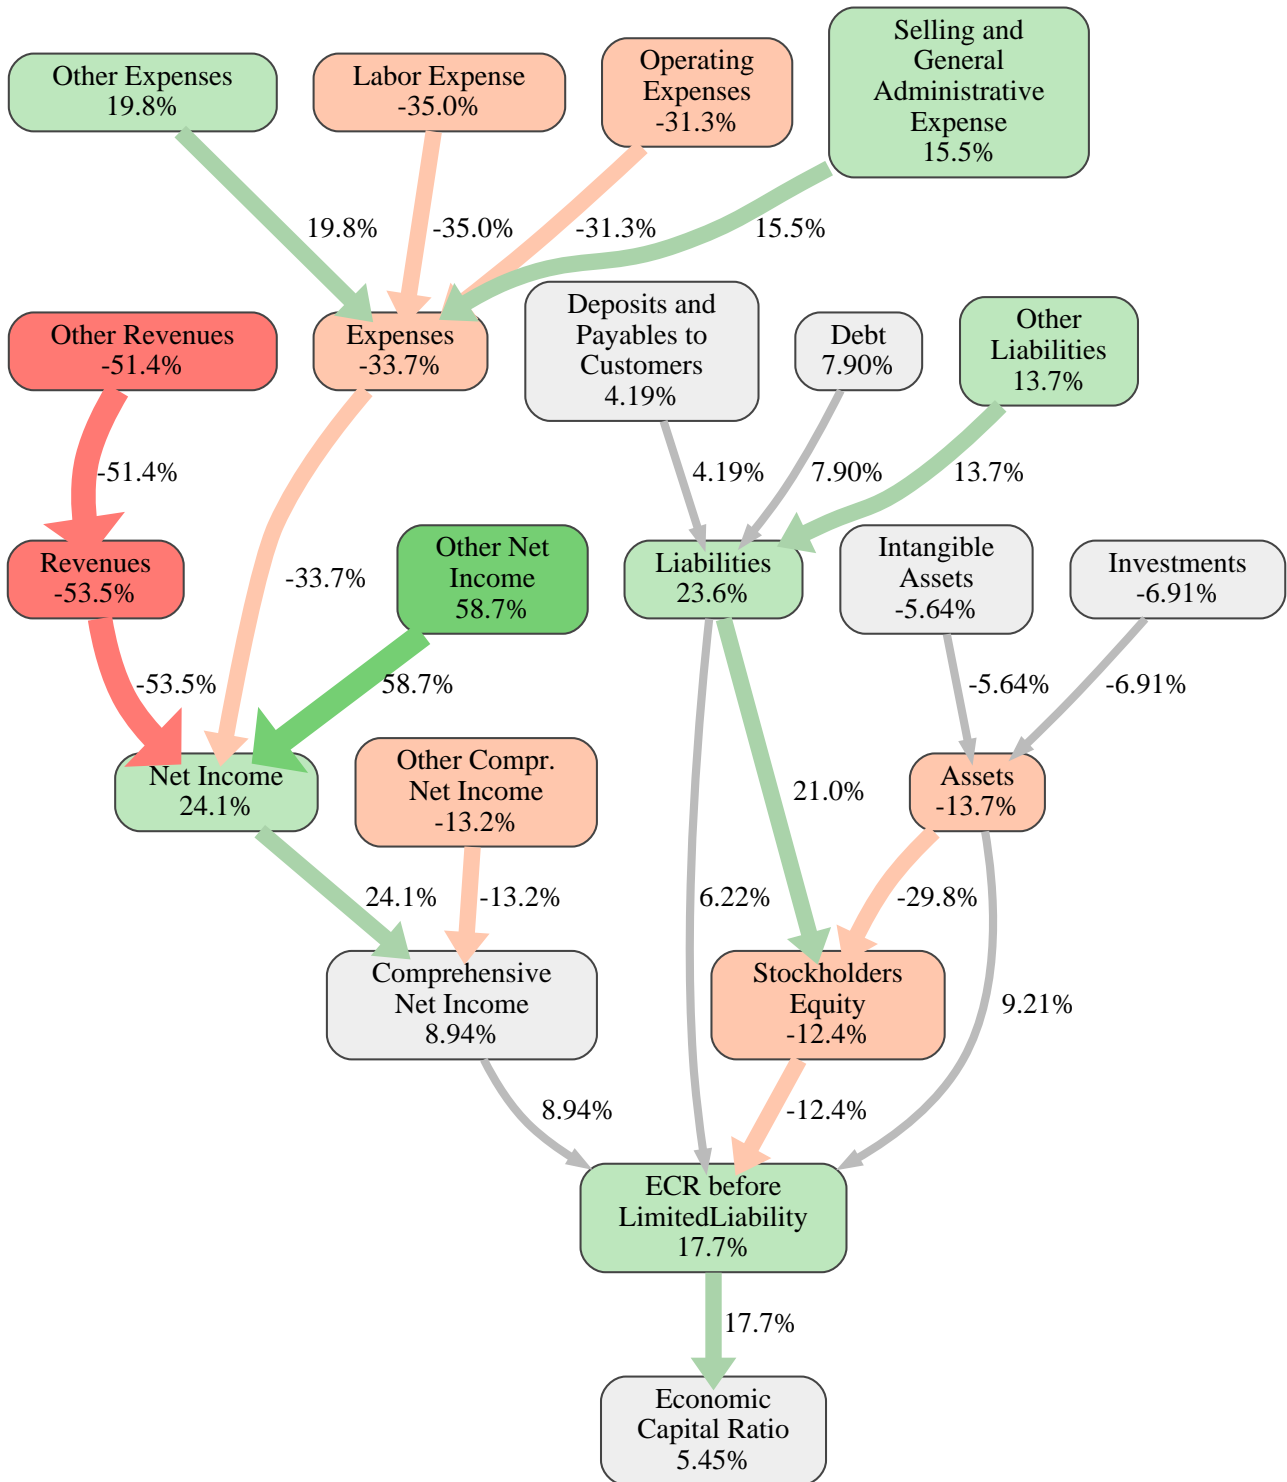 Other Expenses
19.8%
Labor Expense
-35.0%
Operating
Expenses
-31.3%
Selling and
General
Administrative
Expense
15.5%
19.8%
-35.0%
-31.3%
15.5%
Other Revenues
-51.4%
Expenses
-33.7%
Deposits and
Payables to
Customers
4.19%
Debt
7.90%
Other
Liabilities
13.7%
-51.4%
4.19%
7.90%
13.7%
Revenues
-53.5%
-33.7%
Other Net
Income
58.7%
Liabilities
23.6%
Intangible
Assets
-5.64%
Investments
-6.91%
-53.5%
58.7%
-5.64%
-6.91%
Net Income
24.1%
Other Compr.
Net Income
-13.2%
21.0%
Assets
-13.7%
24.1%
-13.2%
6.22%
-29.8%
Comprehensive
Net Income
8.94%
Stockholders
Equity
-12.4%
9.21%
8.94%
-12.4%
ECR before
LimitedLiability
17.7%
17.7%
Economic
Capital Ratio
5.45%